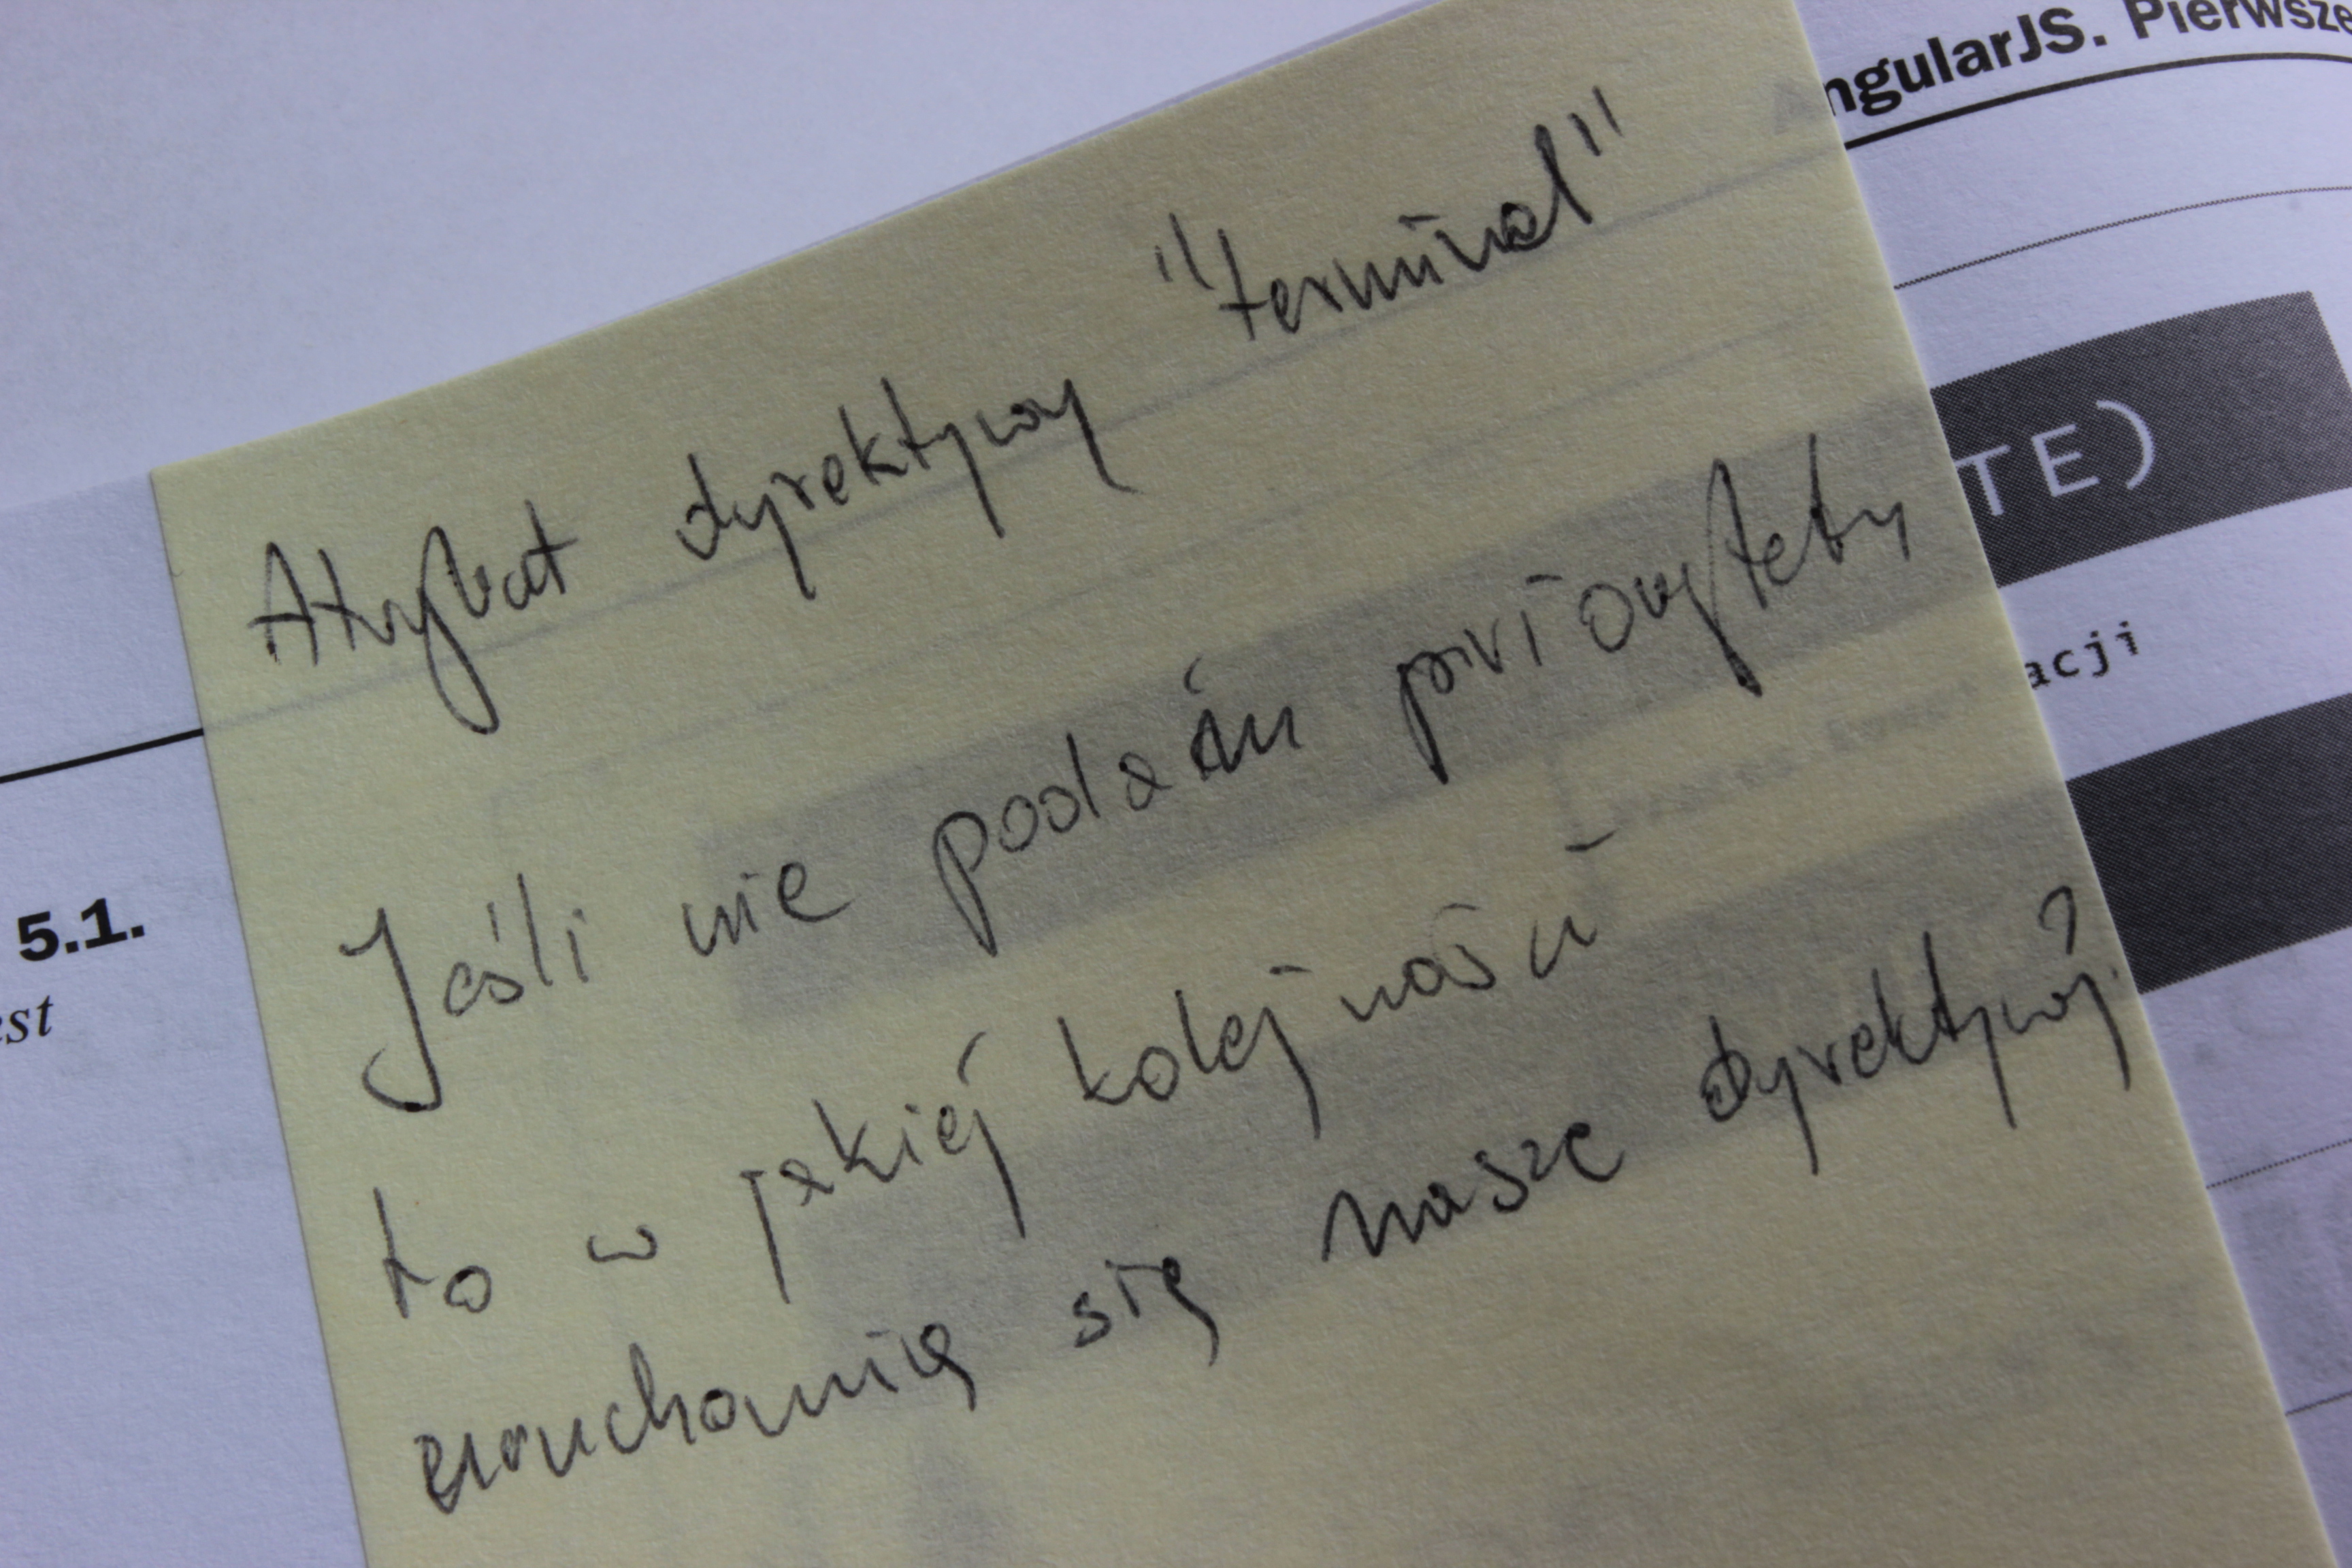 ngularJS. Pierwsze
Atrybut dyrektywy "terminal"
TE)
Jeśli nie podam priorytetu
acji
5.1.
to w jakiej kolejności
est
uruchomią się nasze dyrektywy?